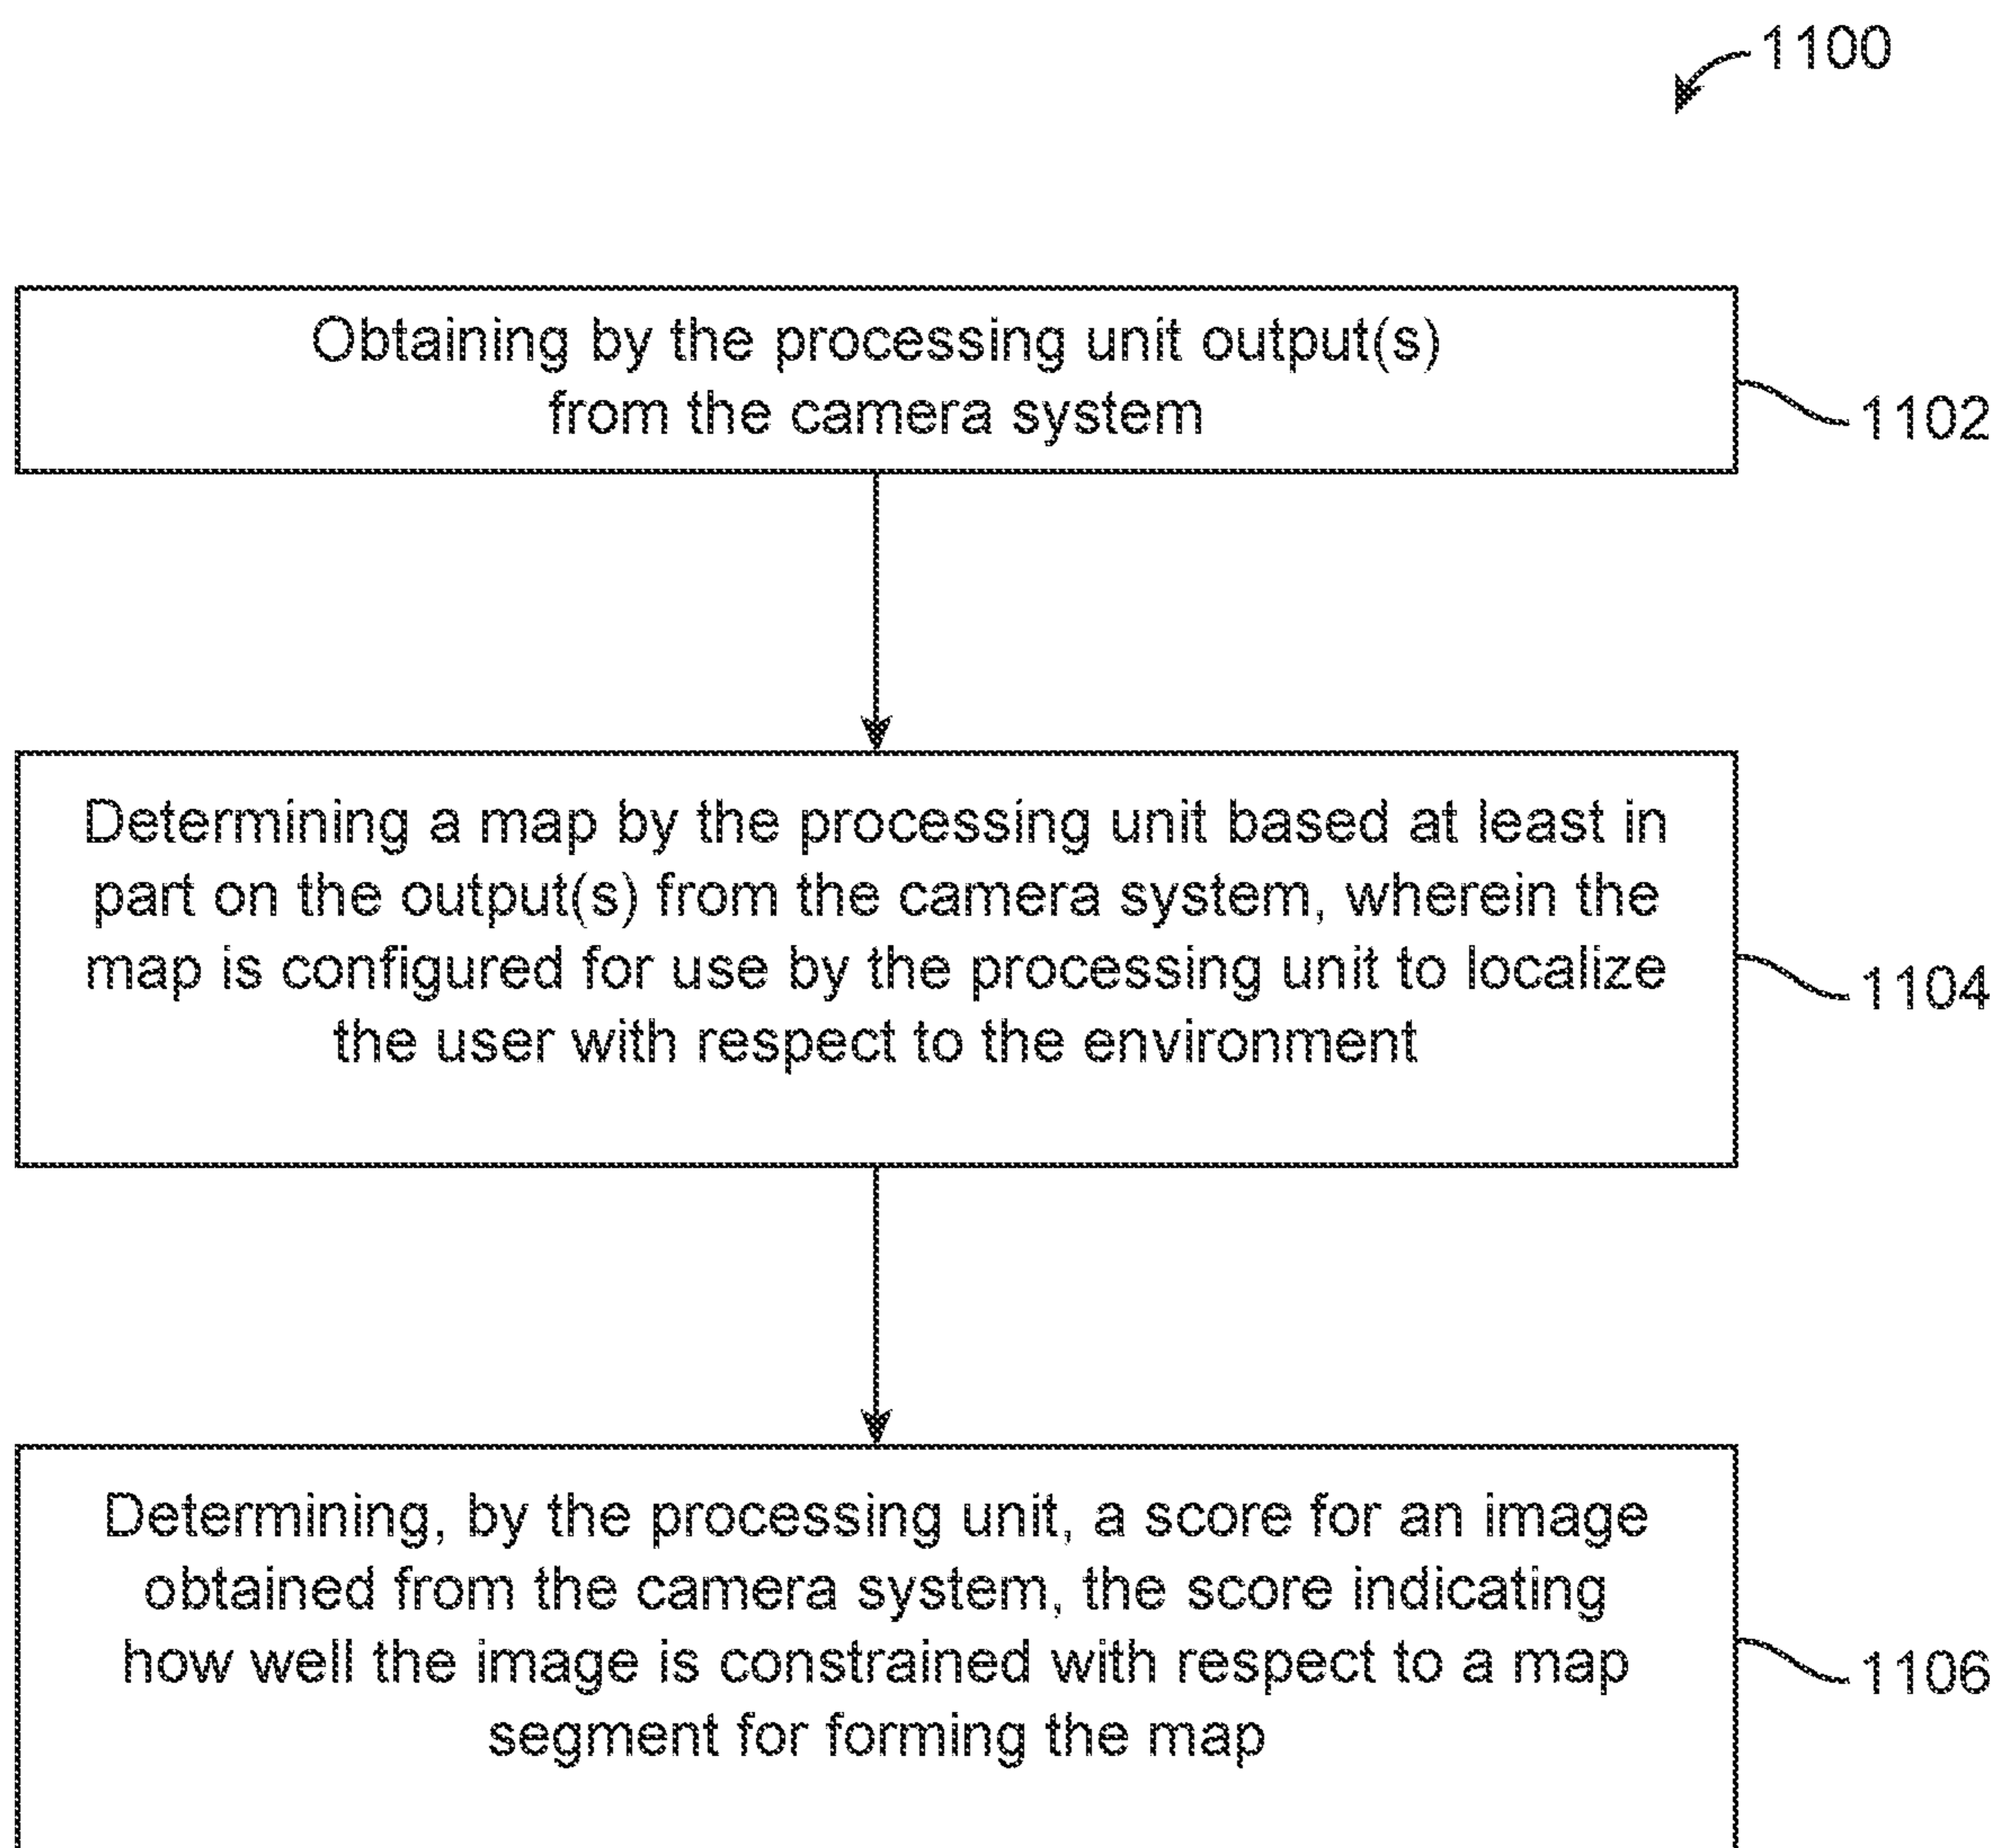 1100
Obtaining by the processing unit output(s)
from the camera system
1102
Determining a map by the processing unit based at least in
part on the output(s) from the camera system, wherein the
map is configured for use by the processing unit to localize
the user with respect to the environment
1104
Determining, by the processing unit, a score for an image
obtained from the camera system, the score indicating
how well the image is constrained with respect to a map
segment for forming the map
1106